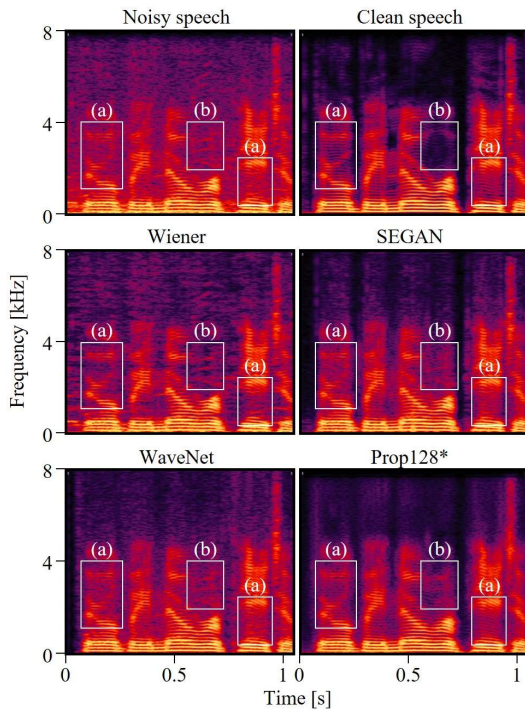 Noisy speech Clean speech
8
(a) (b) (a) (a) (b) (a)
4
0
Wiener SEGAN
8
(a) (b) (a) (a) (b) (a)
4
0
WaveNet Prop128*
8
(a) (b) (a) (a) (b) (a)
4
0
0 0.5 1 0 0.5 1
Time [s]
Frequency [kHz]